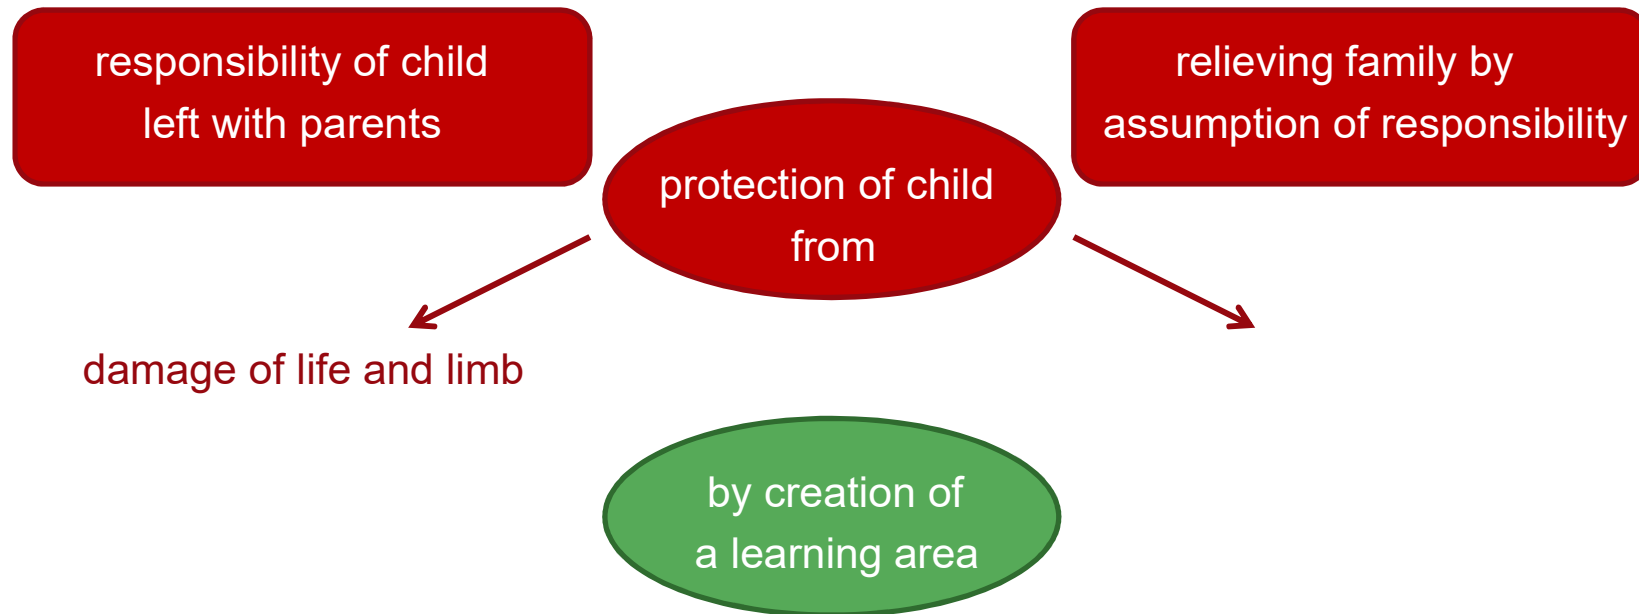 responsibility of child
left with parents
relieving family by
assumption of responsibility
protection of child
from
damage of life and limb
by creation of
a learning area